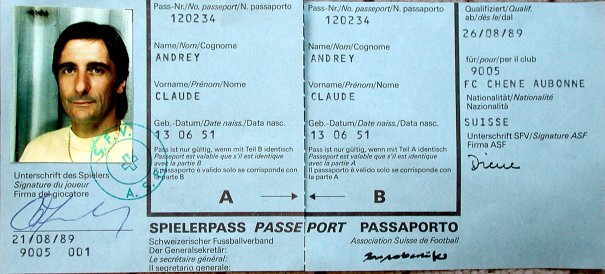 Pass-Nr./No. passeport/N. passaporto
120234
Name/Nom/Cognome
ANDREY
Vorname/Prénom/Nome
CLAUDE
Geb.-Datum/Date naiss./Data nasc.
13 06 51
Pass ist nur gültig, wenn mit Teil B identisch
Passeport est valable que s'il est identique
avec la partie B
Il passaporto è valido solo se corrisponde con
la parte B
A
Pass-Nr./No. passeport/N. passaporto
120234
Name/Nom/Cognome
ANDREY
Vorname/Prénom/Nome
CLAUDE
Geb.-Datum/Date naiss./Data nasc.
13 06 51
Pass ist nur gültig, wenn mit Teil A identisch
Passeport est valable que s'il est identique
avec la partie A
Il passaporto è valido solo se corrisponde con
la parte A
B
Qualifiziert/Qualif.
ab/dès le/dal
26/08/89
für/pour/per il club
9005
FC CHENE AUBONNE
Nationalität/Nationalité
Nazionalità
SUISSE
Unterschrift SFV/Signature ASF
Firma ASF
S.F.V.
A.S.F.
Unterschrift des Spielers
Signature du joueur
Firma del giocatore
21/08/89
9005 001
SPIELERPASS PASSEPORT PASSAPORTO
Schweizerischer Fussballverband
Der Generalsekretär:
Le secrétaire général:
Il segretario generale:
Association Suisse de Football